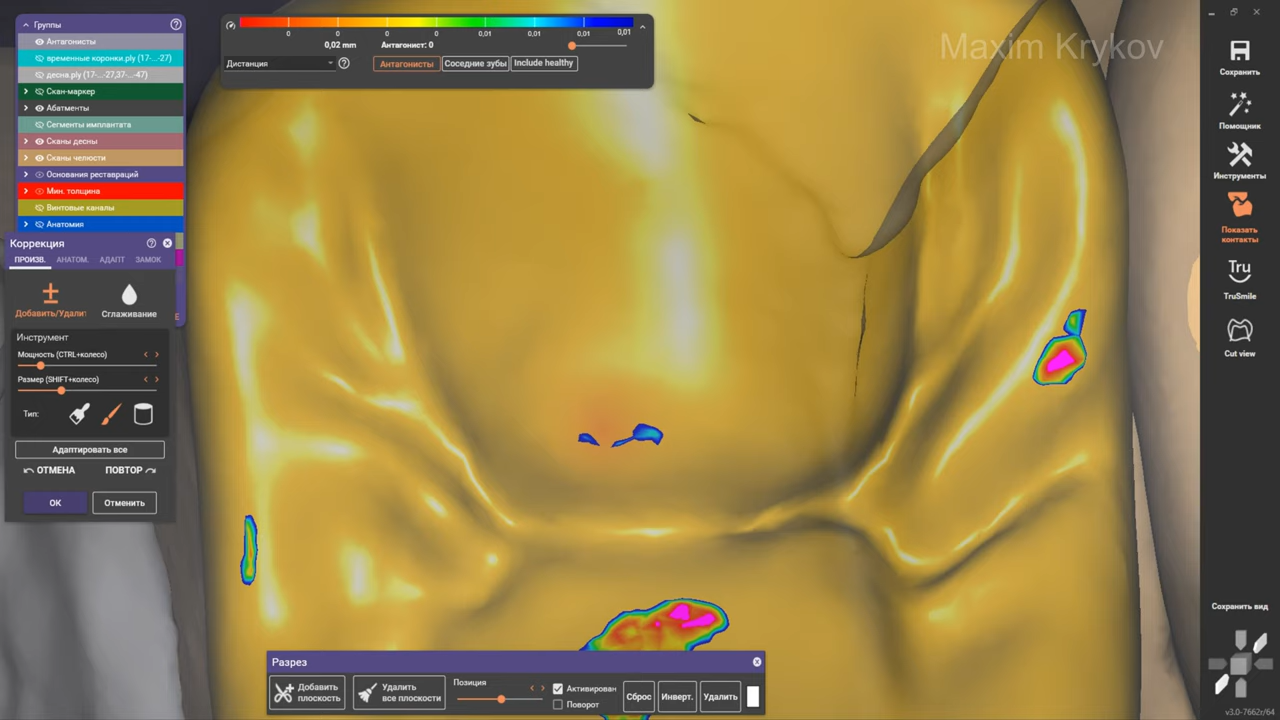 Группы
Антагонисты
временные коронки.ply (17-...-27)
десна.ply (17-...-27,37-...-47)
Скан-маркер
Абатменты
Сегменты имплантата
Сканы десны
Сканы челюсти
Основания реставраций
Мин. толщина
Винтовые каналы
Анатомия
Коррекция
ПРОИЗВ. АНАТОМ. АДАПТ ЗАМОК
Добавить/Удалит Сглаживание
Инструмент
Мощность (CTRL+колесо)
Размер (SHIFT+колесо)
Тип:
Адаптировать все
ОТМЕНА ПОВТОР
ОК Отменить
0 0 0 0 0,01 0,01 0,01 0,01
0,02 mm Антагонист: 0
Дистанция Антагонисты Соседние зубы Include healthy
Maxim Krykov
Сохранить
Помощник
Инструменты
Показать
контакты
Tru
TruSmile
Cut view
Сохранить вид
v3.0-7662r/64
Разрез
Добавить
плоскость
Удалить
все плоскости
Позиция
Активирован
Поворот
Сброс Инверт. Удалить